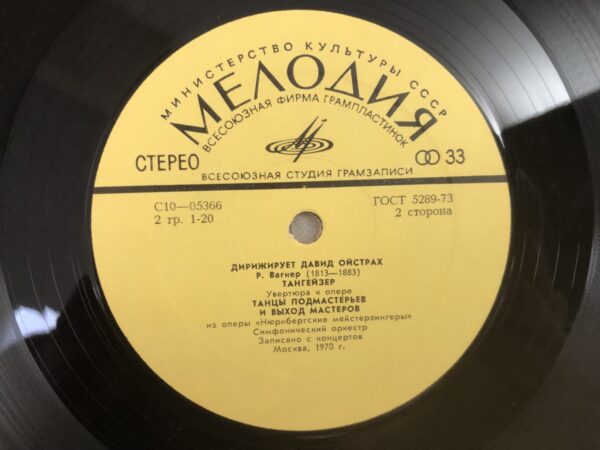 МИНИСТЕРСТВО КУЛЬТУРЫ СССР
МЕЛОДИЯ
ВСЕСОЮЗНАЯ ФИРМА ГРАМПЛАСТИНОК
СТЕРЕО
33
ВСЕСОЮЗНАЯ СТУДИЯ ГРАМЗАПИСИ
С10—05366
ГОСТ 5289-73
2 гр. 1-20
2 сторона
ДИРИЖИРУЕТ ДАВИД ОЙСТРАХ
Р. Вагнер (1813—1883)
ТАНГЕЙЗЕР
Увертюра к опере
ТАНЦЫ ПОДМАСТЕРЬЕВ
И ВЫХОД МАСТЕРОВ
из оперы «Нюрнбергские мейстерзингеры»
Симфонический оркестр
Записано с концертов
Москва, 1970 г.